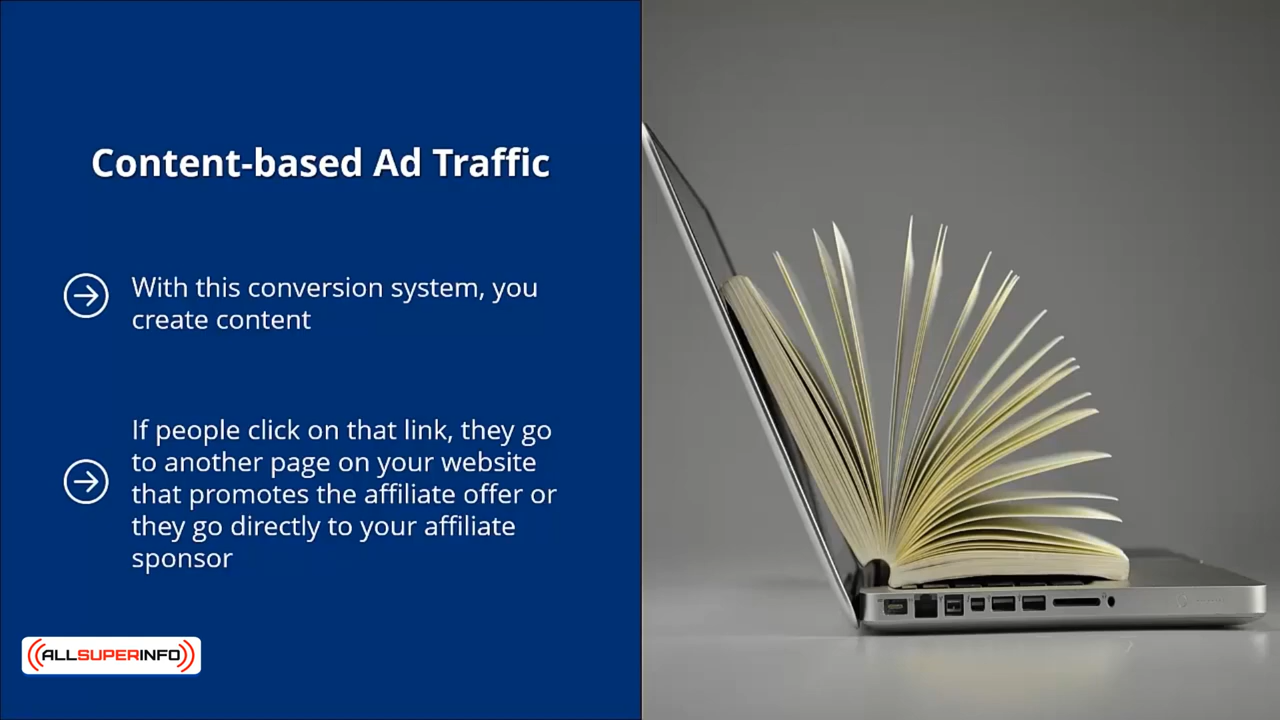 Content-based Ad Traffic
With this conversion system, you
create content
If people click on that link, they go
to another page on your website
that promotes the affiliate offer or
they go directly to your affiliate
sponsor
ALLSUPERINFO